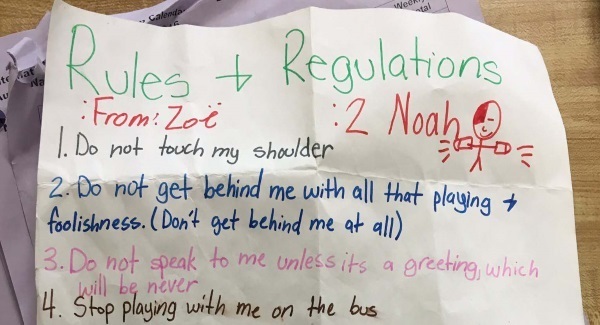 Calendar
Weekly
Rules + Regulations
:From: Zoë :2 Noah
1. Do not touch my shoulder
2. Do not get behind me with all that playing +
foolishness. (Don't get behind me at all)
3. Do not speak to me unless its a greeting, which
will be never
4. Stop playing with me on the bus